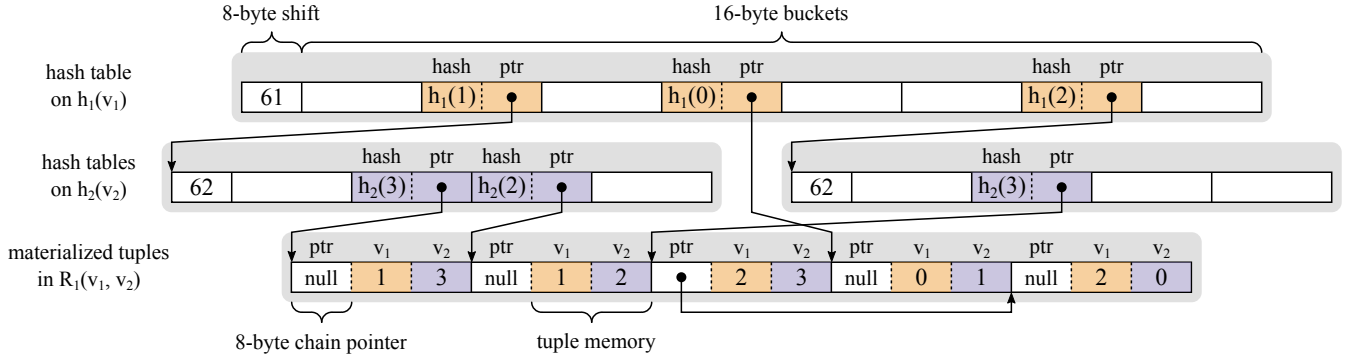 8-byte shift 16-byte buckets
hash ptr hash ptr hash ptr
hash table
on h₁(v₁)
61 h₁(1) h₁(0) h₁(2)
hash ptr hash ptr hash ptr
hash tables
on h₂(v₂)
62 h₂(3) h₂(2) 62 h₂(3)
ptr v₁ v₂ ptr v₁ v₂ ptr v₁ v₂ ptr v₁ v₂ ptr v₁ v₂
materialized tuples
in R₁(v₁, v₂)
null 1 3 null 1 2 2 3 null 0 1 null 2 0
8-byte chain pointer tuple memory